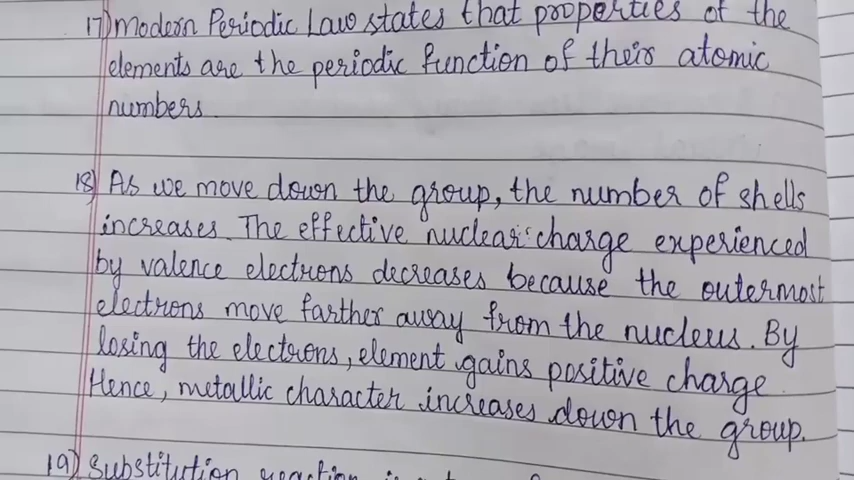 17) Modern Periodic Law states that properties of the
elements are the periodic function of their atomic
numbers.
18) As we move down the group, the number of shells
increases. The effective nuclear charge experienced
by valence electrons decreases because the outermost
electrons move farther away from the nucleus. By
losing the electrons, element gains positive charge.
Hence, metallic character increases down the group.
19) Substitution reaction is